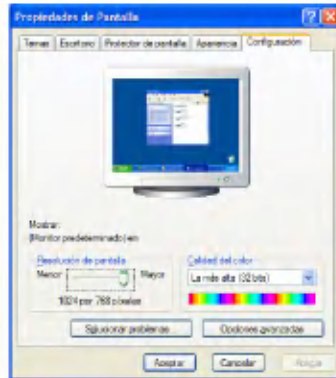 Propiedades de Pantalla
Temas Escritorio Protector de pantalla Apariencia Configuración
Mostrar:
(Monitor predeterminado) en
Resolución de pantalla
Calidad del color
Menor Mayor
La más alta (32 bits)
1024 por 768 píxeles
Solucionar problemas
Opciones avanzadas
Aceptar Cancelar Aplicar